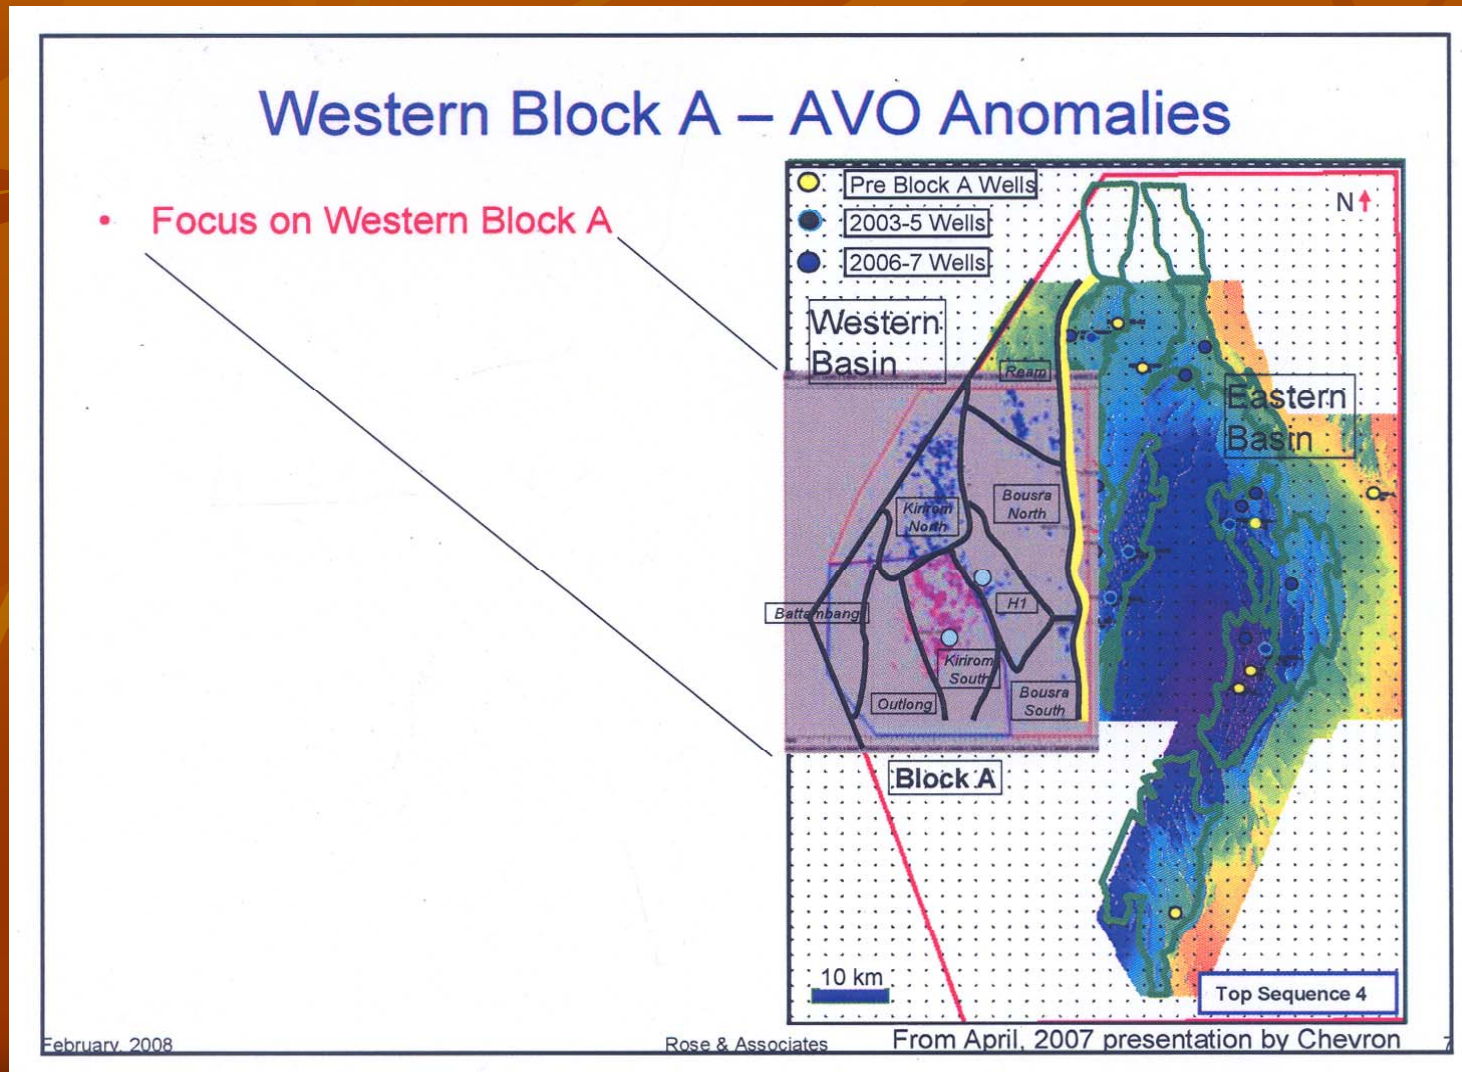 Western Block A – AVO Anomalies
• Focus on Western Block A
Pre Block A Wells
2003-5 Wells
2006-7 Wells
N
Western
Basin
Eastern
Basin
Ream
Kirirom
North
Bousra
North
Battambang
H1
Kirirom
South
Outlong
Bousra
South
Block A
10 km
Top Sequence 4
February, 2008
Rose & Associates
From April, 2007 presentation by Chevron
7